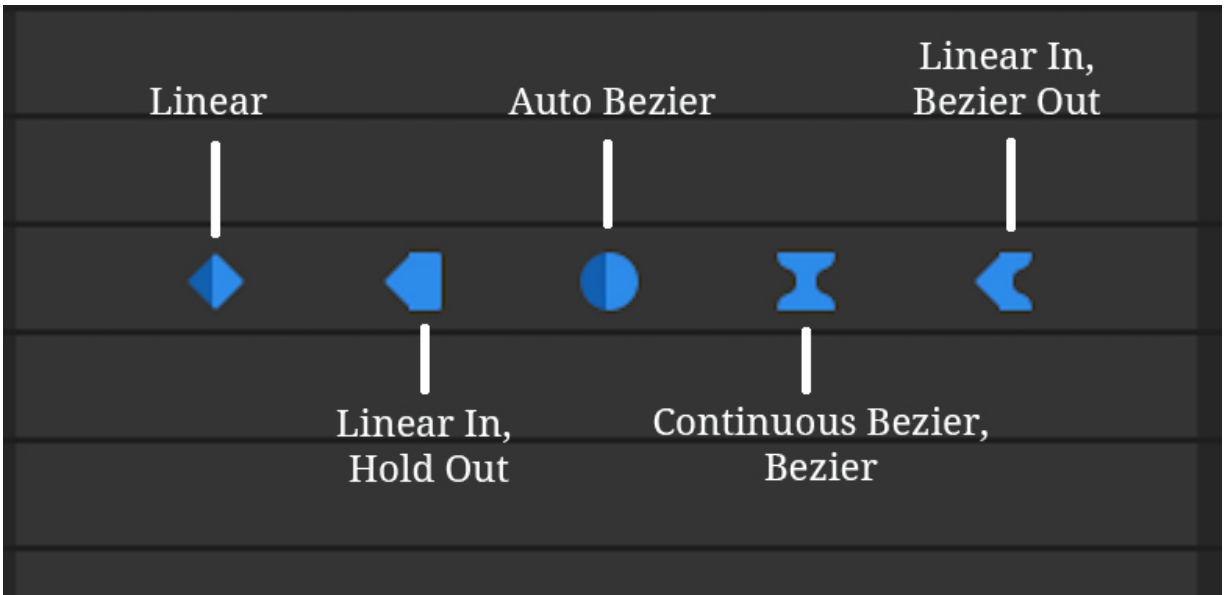 Linear
Auto Bezier
Linear In,
Bezier Out
Linear In,
Hold Out
Continuous Bezier,
Bezier